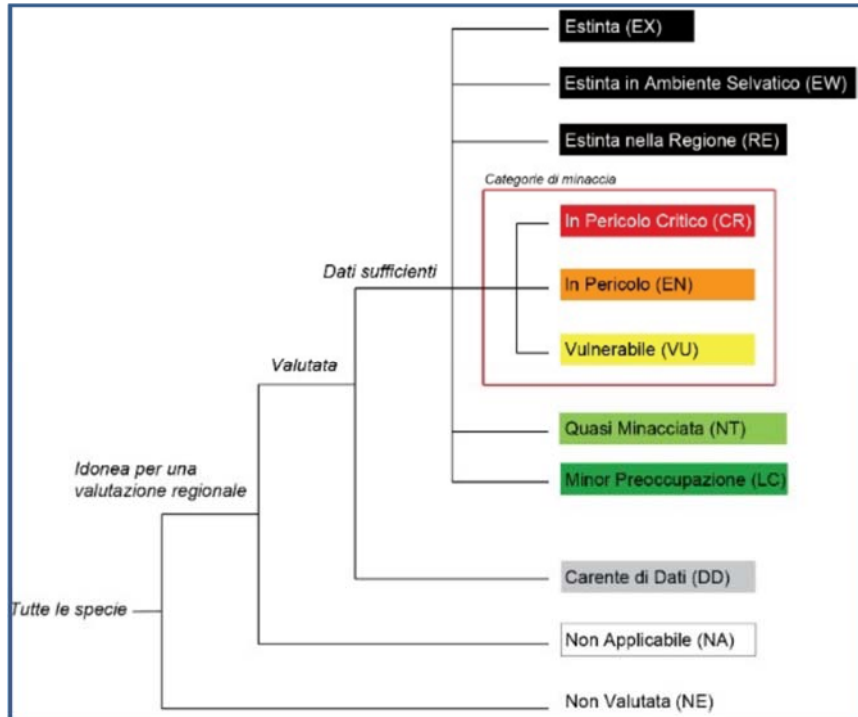 Estinta (EX)
Estinta in Ambiente Selvatico (EW)
Estinta nella Regione (RE)
Categorie di minaccia
In Pericolo Critico (CR)
Dati sufficienti
In Pericolo (EN)
Vulnerabile (VU)
Valutata
Quasi Minacciata (NT)
Idonea per una
valutazione regionale
Minor Preoccupazione (LC)
Carente di Dati (DD)
Tutte le specie
Non Applicabile (NA)
Non Valutata (NE)